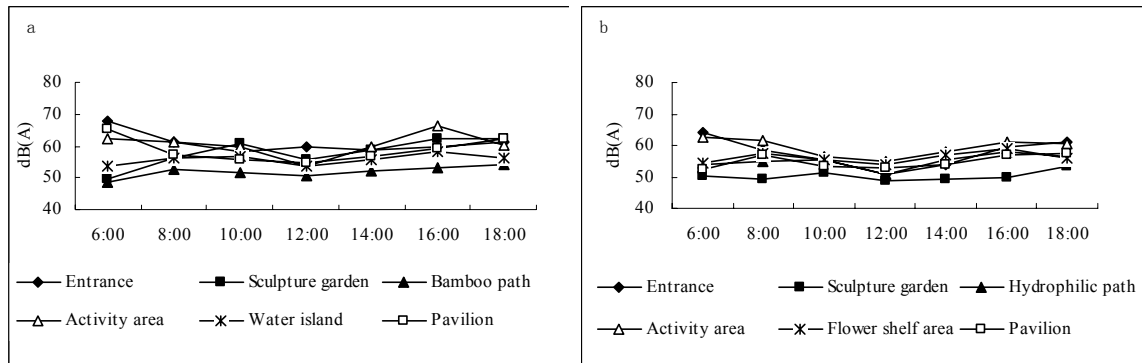 a
dB(A)
80
70
60
50
40
6:00 8:00 10:00 12:00 14:00 16:00 18:00
Entrance Sculpture garden Bamboo path
Activity area Water island Pavilion
b
dB(A)
80
70
60
50
40
6:00 8:00 10:00 12:00 14:00 16:00 18:00
Entrance Sculpture garden Hydrophilic path
Activity area Flower shelf area Pavilion